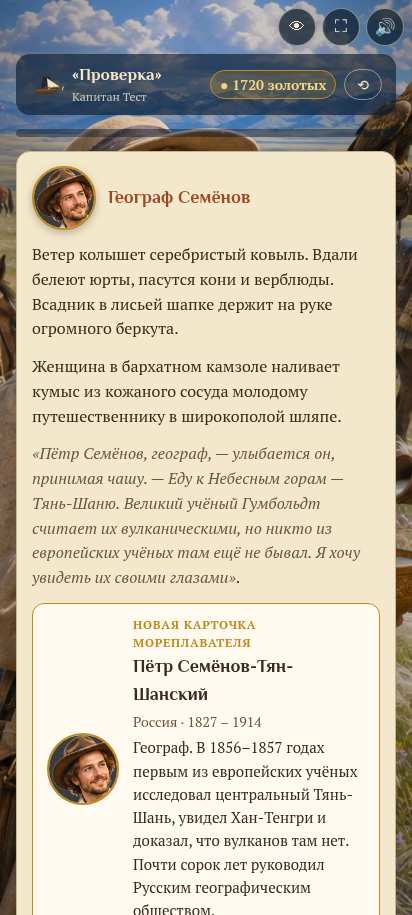 «Проверка»
Капитан Тест
● 1720 золотых
Географ Семёнов
Ветер колышет серебристый ковыль. Вдали
белеют юрты, пасутся кони и верблюды.
Всадник в лисьей шапке держит на руке
огромного беркута.
Женщина в бархатном камзоле наливает
кумыс из кожаного сосуда молодому
путешественнику в широкополой шляпе.
«Пётр Семёнов, географ, — улыбается он,
принимая чашу. — Еду к Небесным горам —
Тянь-Шаню. Великий учёный Гумбольдт
считает их вулканическими, но никто из
европейских учёных там ещё не бывал. Я хочу
увидеть их своими глазами».
НОВАЯ КАРТОЧКА
МОРЕПЛАВАТЕЛЯ
Пётр Семёнов-Тян-
Шанский
Россия · 1827 – 1914
Географ. В 1856–1857 годах
первым из европейских учёных
исследовал центральный Тянь-
Шань, увидел Хан-Тенгри и
доказал, что вулканов там нет.
Почти сорок лет руководил
Русским географическим
обществом.